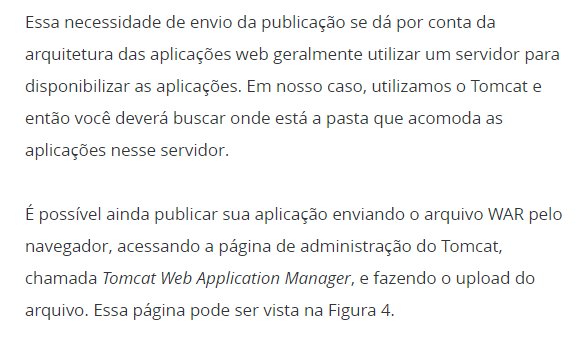 Essa necessidade de envio da publicação se dá por conta da
arquitetura das aplicações web geralmente utilizar um servidor para
disponibilizar as aplicações. Em nosso caso, utilizamos o Tomcat e
então você deverá buscar onde está a pasta que acomoda as
aplicações nesse servidor.
É possível ainda publicar sua aplicação enviando o arquivo WAR pelo
navegador, acessando a página de administração do Tomcat,
chamada Tomcat Web Application Manager, e fazendo o upload do
arquivo. Essa página pode ser vista na Figura 4.